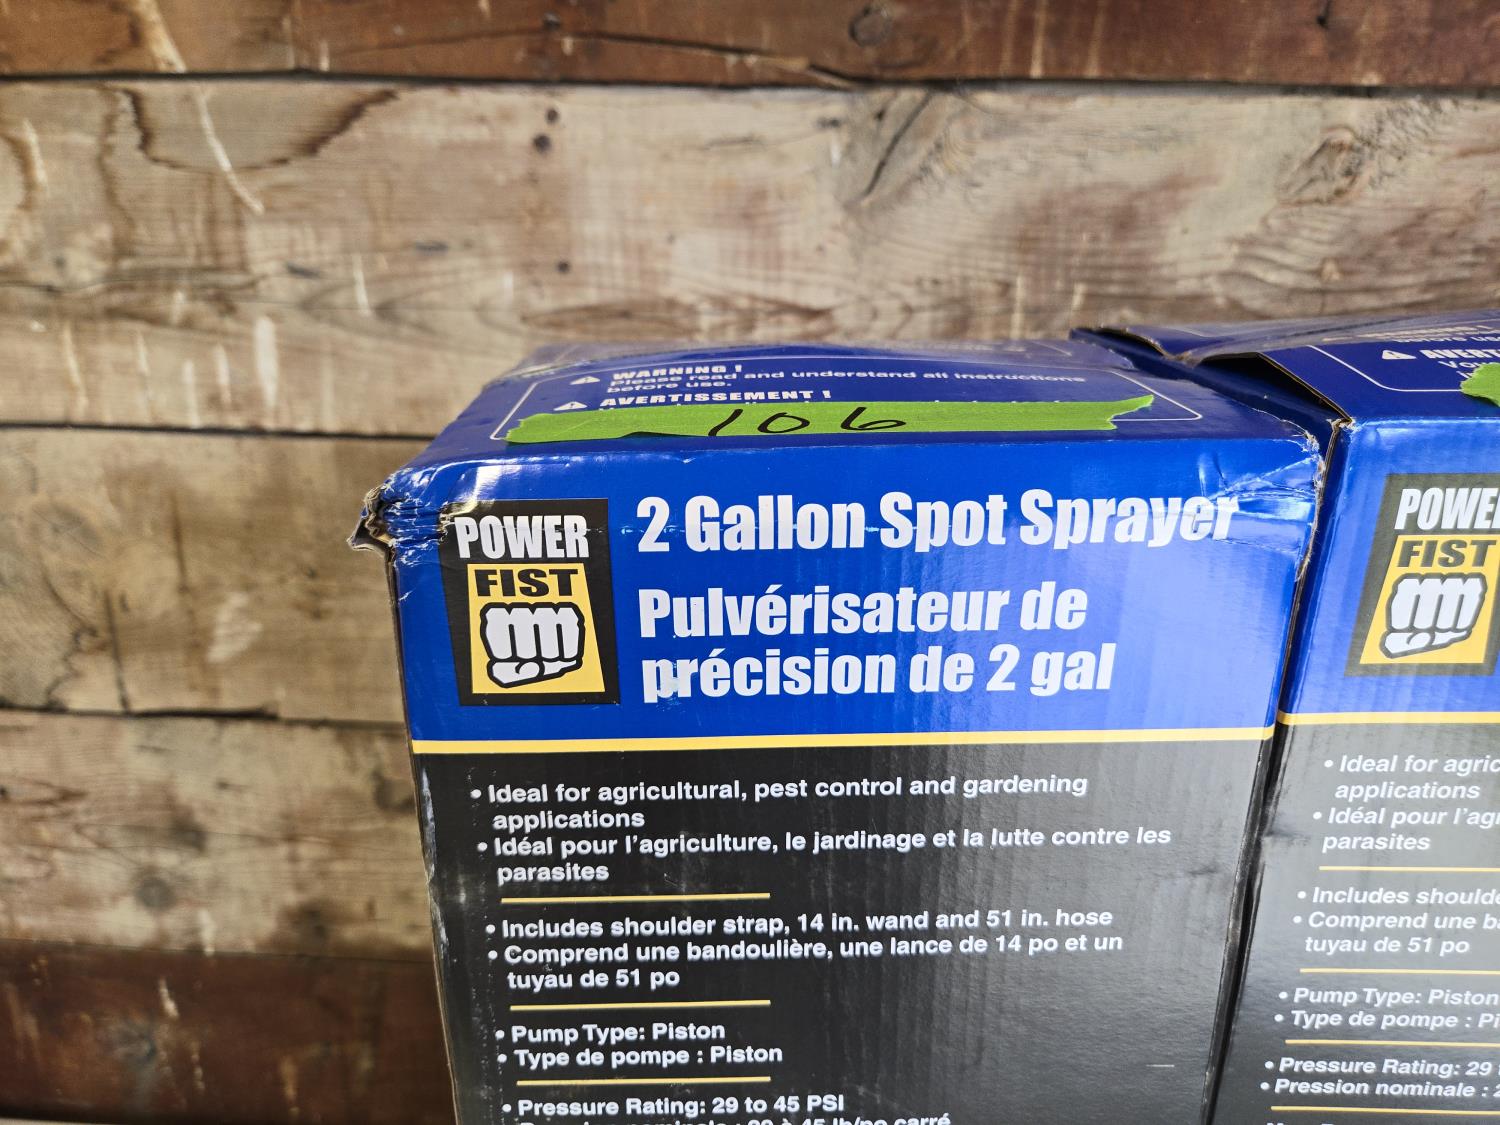 WARNING!
Please read and understand all instructions
before use.
AVERTISSEMENT !
106
POWER
FIST
2 Gallon Spot Sprayer
Pulvérisateur de
précision de 2 gal
• Ideal for agricultural, pest control and gardening
applications
• Idéal pour l'agriculture, le jardinage et la lutte contre les
parasites
• Includes shoulder strap, 14 in. wand and 51 in. hose
• Comprend une bandoulière, une lance de 14 po et un
tuyau de 51 po
• Pump Type: Piston
• Type de pompe : Piston
• Pressure Rating: 29 to 45 PSI
POWE
FIST
• Ideal for agric
applications
• Idéal pour l'agr
parasites
• Includes shoulde
• Comprend une b
tuyau de 51 po
• Pump Type: Piston
• Type de pompe : Pi
• Pressure Rating: 29
• Pression nominale :